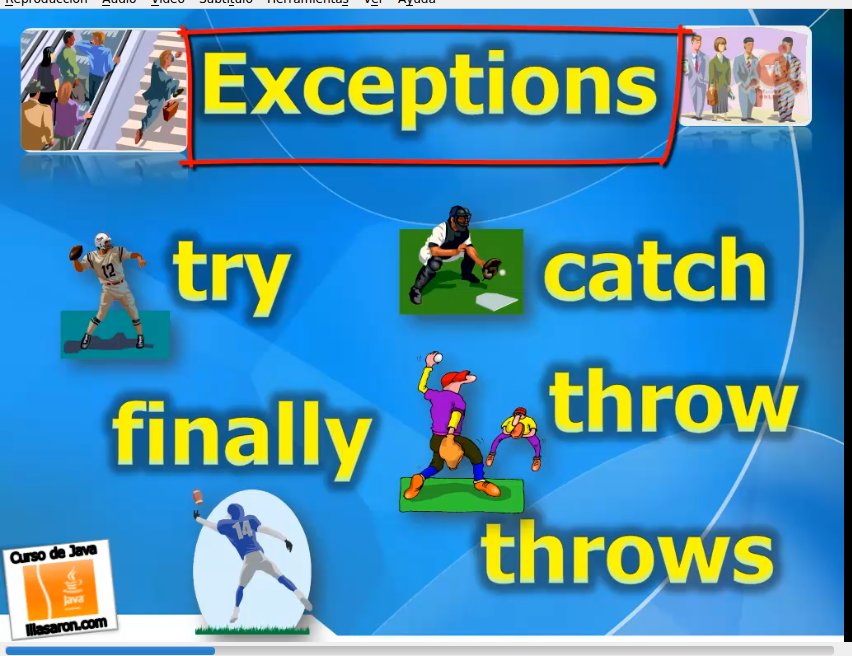 Reproducción Audio Vídeo Subtítulo Herramientas Ver Ayuda
Exceptions
try
catch
throw
finally
throws
12
14
Curso de Java
Java
illasaron.com